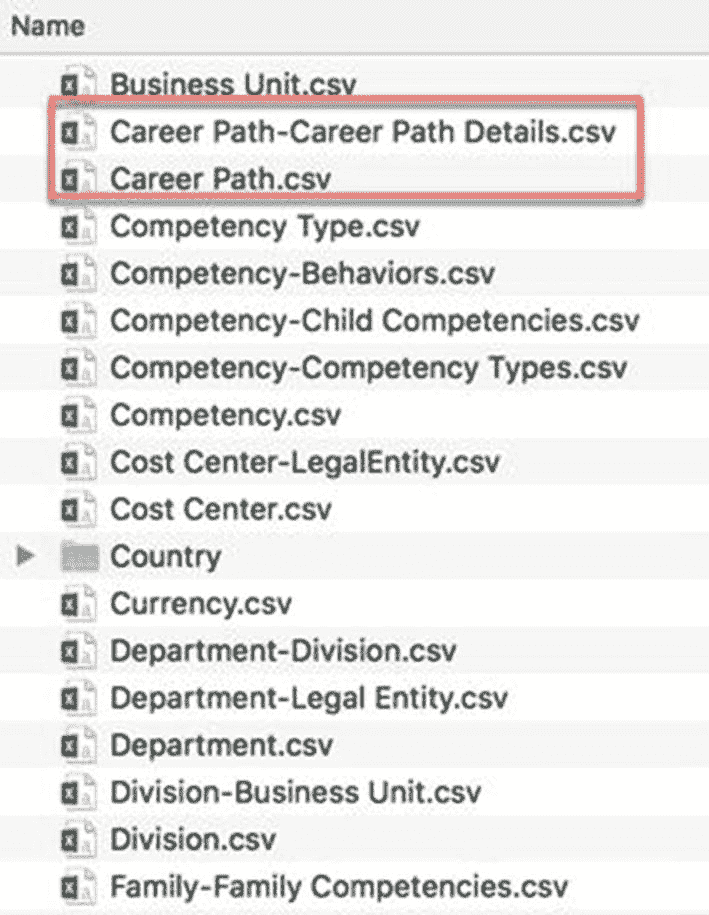 Name
Business Unit.csv
Career Path-Career Path Details.csv
Career Path.csv
Competency Type.csv
Competency-Behaviors.csv
Competency-Child Competencies.csv
Competency-Competency Types.csv
Competency.csv
Cost Center-LegalEntity.csv
Cost Center.csv
Country
Currency.csv
Department-Division.csv
Department-Legal Entity.csv
Department.csv
Division-Business Unit.csv
Division.csv
Family-Family Competencies.csv